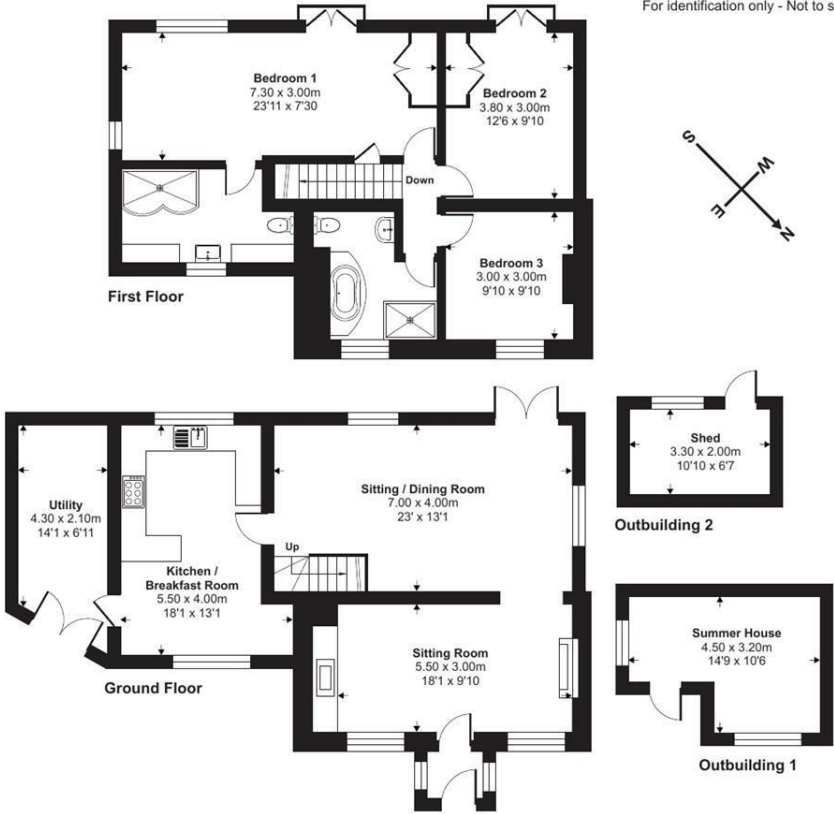 For identification only - Not to s
Bedroom 1
7.30 x 3.00m
23'11 x 7'30
Bedroom 2
3.80 x 3.00m
12'6 x 9'10
S
W
E
N
Down
Bedroom 3
3.00 x 3.00m
9'10 x 9'10
First Floor
Shed
3.30 x 2.00m
10'10 x 6'7
Outbuilding 2
Sitting / Dining Room
7.00 x 4.00m
23' x 13'1
Utility
4.30 x 2.10m
14'1 x 6'11
Up
Kitchen /
Breakfast Room
5.50 x 4.00m
18'1 x 13'1
Sitting Room
5.50 x 3.00m
18'1 x 9'10
Ground Floor
Summer House
4.50 x 3.20m
14'9 x 10'6
Outbuilding 1